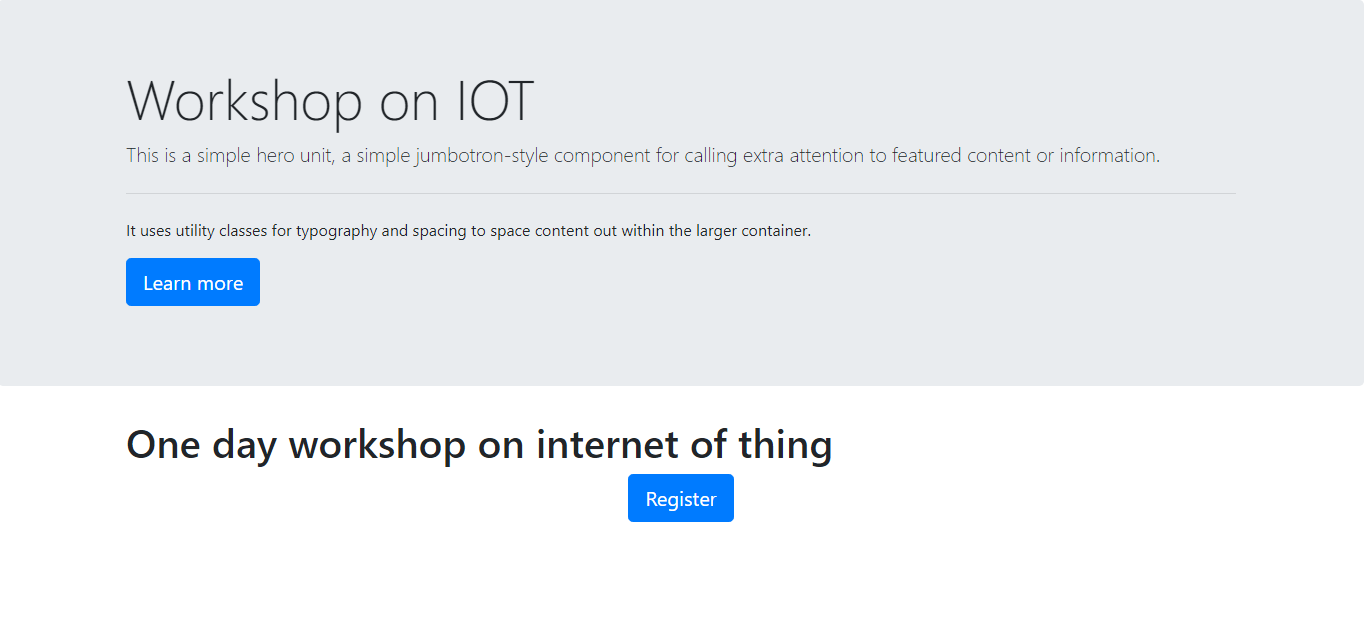 Workshop on IOT
This is a simple hero unit, a simple jumbotron-style component for calling extra attention to featured content or information.
It uses utility classes for typography and spacing to space content out within the larger container.
Learn more
One day workshop on internet of thing
Register